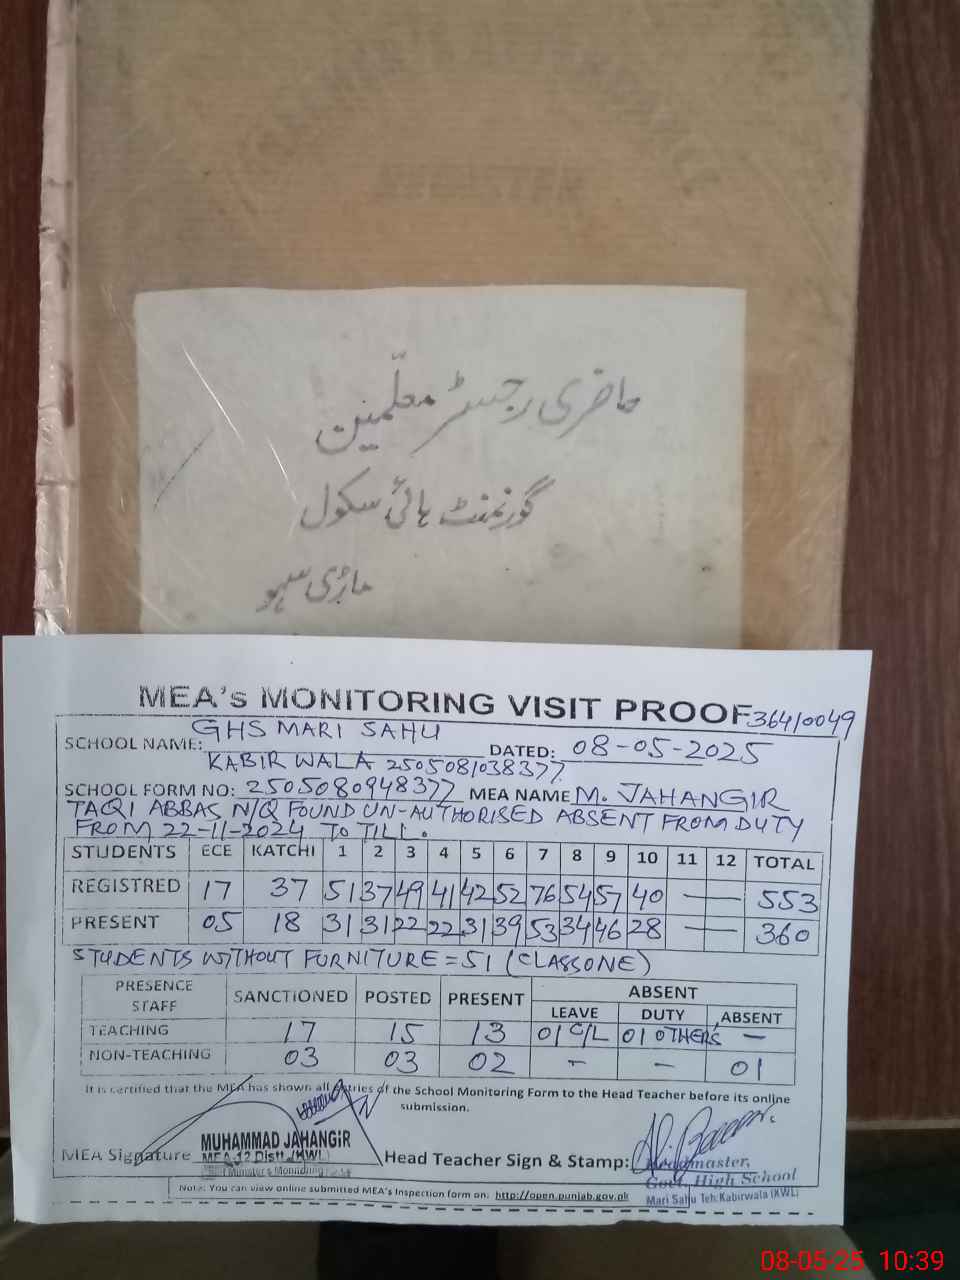 REGISTER
حاضری رجسٹر معلّمین
گورنمنٹ ہائی سکول
ماڑی سہو
MEA's MONITORING VISIT PROOF 36410049
SCHOOL NAME: GHS MARI SAHU DATED: 08-05-2025
KABIR WALA 2505081038377
SCHOOL FORM NO: 2505080948377 MEA NAME M. JAHANGIR
TAQI ABBAS N/Q FOUND UN-AUTHORISED ABSENT FROM DUTY
FROM 22-11-2024 TO TILL.
STUDENTS ECE KATCHI 1 2 3 4 5 6 7 8 9 10 11 12 TOTAL
REGISTRED 17 37 51 37 49 41 42 52 76 54 57 40 — — 553
PRESENT 05 18 31 31 22 22 31 39 53 34 46 28 — — 360
STUDENTS WITHOUT FURNITURE = 51 (CLASS ONE)
PRESENCE STAFF SANCTIONED POSTED PRESENT ABSENT
LEAVE DUTY ABSENT
TEACHING 17 15 13 01 C/L 01 OTHERS —
NON-TEACHING 03 03 02 - - 01
It is certified that the MEA has shown all entries of the School Monitoring Form to the Head Teacher before its online
submission.
MEA Signature MUHAMMAD JAHANGIR
MEA-12 Distt. (KWL)
Head Teacher Sign & Stamp:
Headmaster,
Govt. High School
Mari Sahu Teh: Kabirwala (KWL)
Note: You can view online submitted MEA's Inspection form on: http://open.punjab.gov.pk
08-05-25 10:39